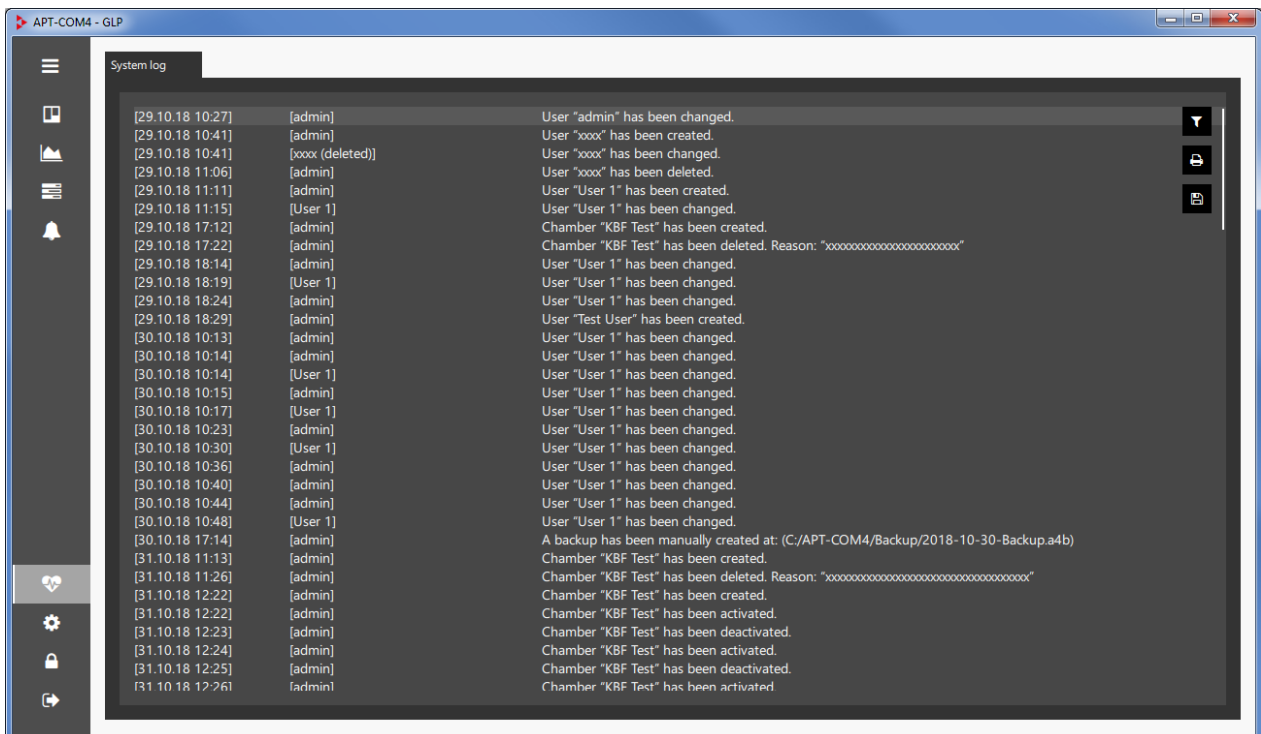 APT-COM4 - GLP
System log
[29.10.18 10:27] [admin] User "admin" has been changed.
[29.10.18 10:41] [admin] User "xxxx" has been created.
[29.10.18 10:41] [xxxx (deleted)] User "xxxx" has been changed.
[29.10.18 11:06] [admin] User "xxxx" has been deleted.
[29.10.18 11:11] [admin] User "User 1" has been created.
[29.10.18 11:15] [User 1] User "User 1" has been changed.
[29.10.18 17:12] [admin] Chamber "KBF Test" has been created.
[29.10.18 17:22] [admin] Chamber "KBF Test" has been deleted. Reason: "xxxxxxxxxxxxxxxxxxxxxxx"
[29.10.18 18:14] [admin] User "User 1" has been changed.
[29.10.18 18:19] [User 1] User "User 1" has been changed.
[29.10.18 18:24] [admin] User "User 1" has been changed.
[29.10.18 18:29] [admin] User "Test User" has been created.
[30.10.18 10:13] [admin] User "User 1" has been changed.
[30.10.18 10:14] [admin] User "User 1" has been changed.
[30.10.18 10:14] [User 1] User "User 1" has been changed.
[30.10.18 10:15] [admin] User "User 1" has been changed.
[30.10.18 10:17] [User 1] User "User 1" has been changed.
[30.10.18 10:23] [admin] User "User 1" has been changed.
[30.10.18 10:30] [User 1] User "User 1" has been changed.
[30.10.18 10:36] [admin] User "User 1" has been changed.
[30.10.18 10:40] [admin] User "User 1" has been changed.
[30.10.18 10:44] [admin] User "User 1" has been changed.
[30.10.18 10:48] [User 1] User "User 1" has been changed.
[30.10.18 17:14] [admin] A backup has been manually created at: (C:/APT-COM4/Backup/2018-10-30-Backup.a4b)
[31.10.18 11:13] [admin] Chamber "KBF Test" has been created.
[31.10.18 11:26] [admin] Chamber "KBF Test" has been deleted. Reason: "xxxxxxxxxxxxxxxxxxxxxxxxxxxxxxxxxxx"
[31.10.18 12:22] [admin] Chamber "KBF Test" has been created.
[31.10.18 12:22] [admin] Chamber "KBF Test" has been activated.
[31.10.18 12:23] [admin] Chamber "KBF Test" has been deactivated.
[31.10.18 12:24] [admin] Chamber "KBF Test" has been activated.
[31.10.18 12:25] [admin] Chamber "KBF Test" has been deactivated.
[31.10.18 12:26] [admin] Chamber "KBF Test" has been activated.